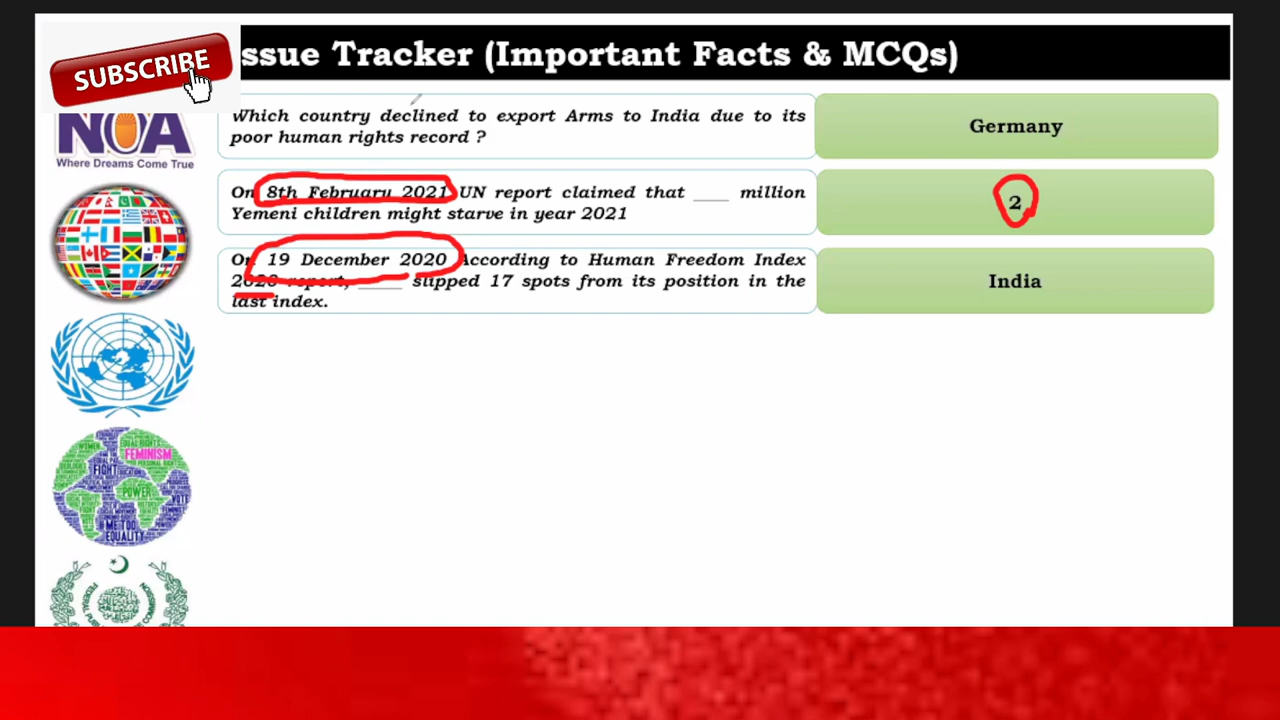 SUBSCRIBE
ssue Tracker (Important Facts & MCQs)
NOA
Where Dreams Come True
Which country declined to export Arms to India due to its
poor human rights record ?
Germany
On 8th February 2021 UN report claimed that ____ million
Yemeni children might starve in year 2021
2
On 19 December 2020 According to Human Freedom Index
2020 report, _____ slipped 17 spots from its position in the
last index.
India
FEMINISM
FIGHT
POWER
VOTE
#METOO
EQUALITY